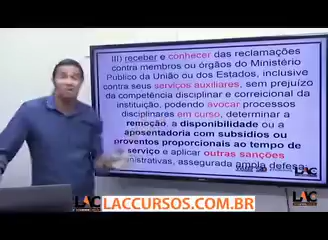 III) receber e conhecer das reclamações
contra membros ou órgãos do Ministério
Público da União ou dos Estados, inclusive
contra seus serviços auxiliares, sem prejuízo
da competência disciplinar e correicional da
instituição, podendo avocar processos
disciplinares em curso, determinar a
remoção, a disponibilidade ou a
aposentadoria com subsídios ou
proventos proporcionais ao tempo de
serviço e aplicar outras sanções
administrativas, assegurada ampla defesa;
LAC
LAC
LACCURSOS.COM.BR